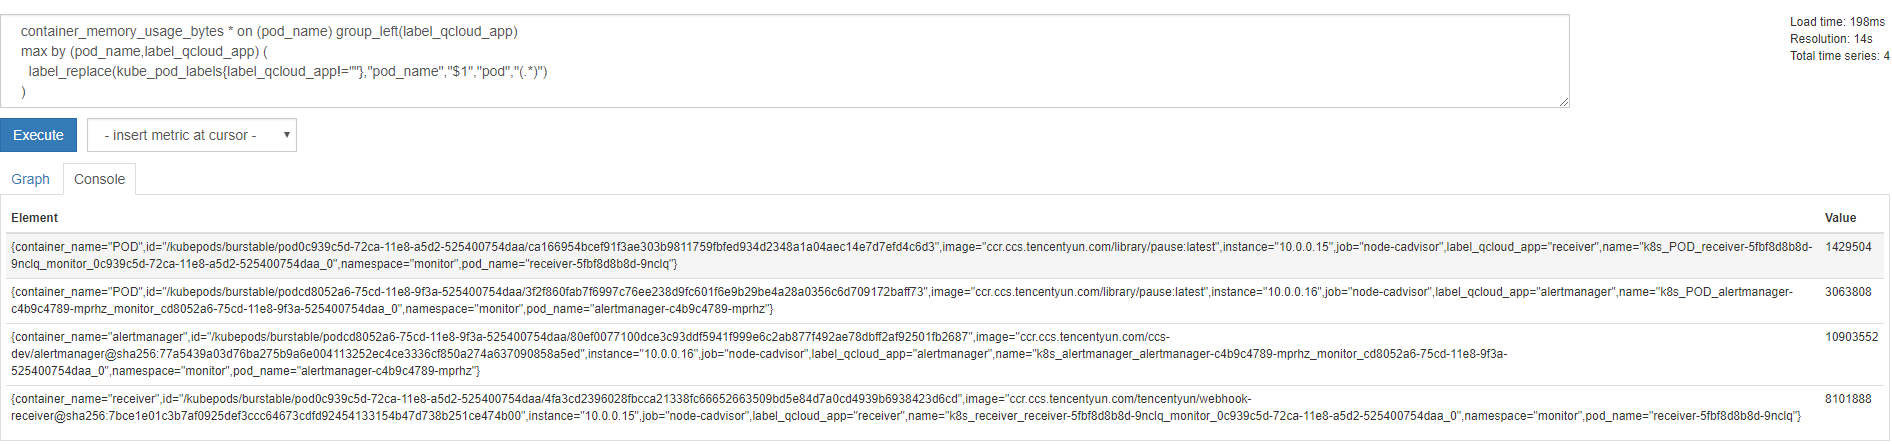 container_memory_usage_bytes * on (pod_name) group_left(label_qcloud_app)
max by (pod_name,label_qcloud_app) (
label_replace(kube_pod_labels{label_qcloud_app!=""},"pod_name","$1","pod","(.*)")
)
Load time: 198ms
Resolution: 14s
Total time series: 4
Execute
- insert metric at cursor -
Graph
Console
Element
Value
{container_name="POD",id="/kubepods/burstable/pod0c939c5d-72ca-11e8-a5d2-525400754daa/ca166954bcef91f3ae303b9811759fbfed934d2348a1a04aec14e7d7efd4c6d3",image="ccr.ccs.tencentyun.com/library/pause:latest",instance="10.0.0.15",job="node-cadvisor",label_qcloud_app="receiver",name="k8s_POD_receiver-5fbf8d8b8d-
9nclq_monitor_0c939c5d-72ca-11e8-a5d2-525400754daa_0",namespace="monitor",pod_name="receiver-5fbf8d8b8d-9nclq"}
1429504
{container_name="POD",id="/kubepods/burstable/podcd8052a6-75cd-11e8-9f3a-525400754daa/3f2f860fab7f6997c76ee238d9fc601f6e9b29be4a28a0356c6d709172baff73",image="ccr.ccs.tencentyun.com/library/pause:latest",instance="10.0.0.16",job="node-cadvisor",label_qcloud_app="alertmanager",name="k8s_POD_alertmanager-
c4b9c4789-mprhz_monitor_cd8052a6-75cd-11e8-9f3a-525400754daa_0",namespace="monitor",pod_name="alertmanager-c4b9c4789-mprhz"}
3063808
{container_name="alertmanager",id="/kubepods/burstable/podcd8052a6-75cd-11e8-9f3a-525400754daa/80ef0077100dce3c93ddf5941f999e6c2ab877f492ae78dbff2af92501fb2687",image="ccr.ccs.tencentyun.com/ccs-
dev/alertmanager@sha256:77a5439a03d76ba275b9a6e004113252ec4ce3336cf850a274a637090858a5ed",instance="10.0.0.16",job="node-cadvisor",label_qcloud_app="alertmanager",name="k8s_alertmanager_alertmanager-c4b9c4789-mprhz_monitor_cd8052a6-75cd-11e8-9f3a-
525400754daa_0",namespace="monitor",pod_name="alertmanager-c4b9c4789-mprhz"}
10903552
{container_name="receiver",id="/kubepods/burstable/pod0c939c5d-72ca-11e8-a5d2-525400754daa/4fa3cd2396028fbcca21338fc66652663509bd5e84d7a0cd4939b6938423d6cd",image="ccr.ccs.tencentyun.com/tencentyun/webhook-
receiver@sha256:7bce1e01c3b7af0925def3ccc64673cdfd92454133154b47d738b251ce474b00",instance="10.0.0.15",job="node-cadvisor",label_qcloud_app="receiver",name="k8s_receiver_receiver-5fbf8d8b8d-9nclq_monitor_0c939c5d-72ca-11e8-a5d2-525400754daa_0",namespace="monitor",pod_name="receiver-5fbf8d8b8d-9nclq"}
8101888